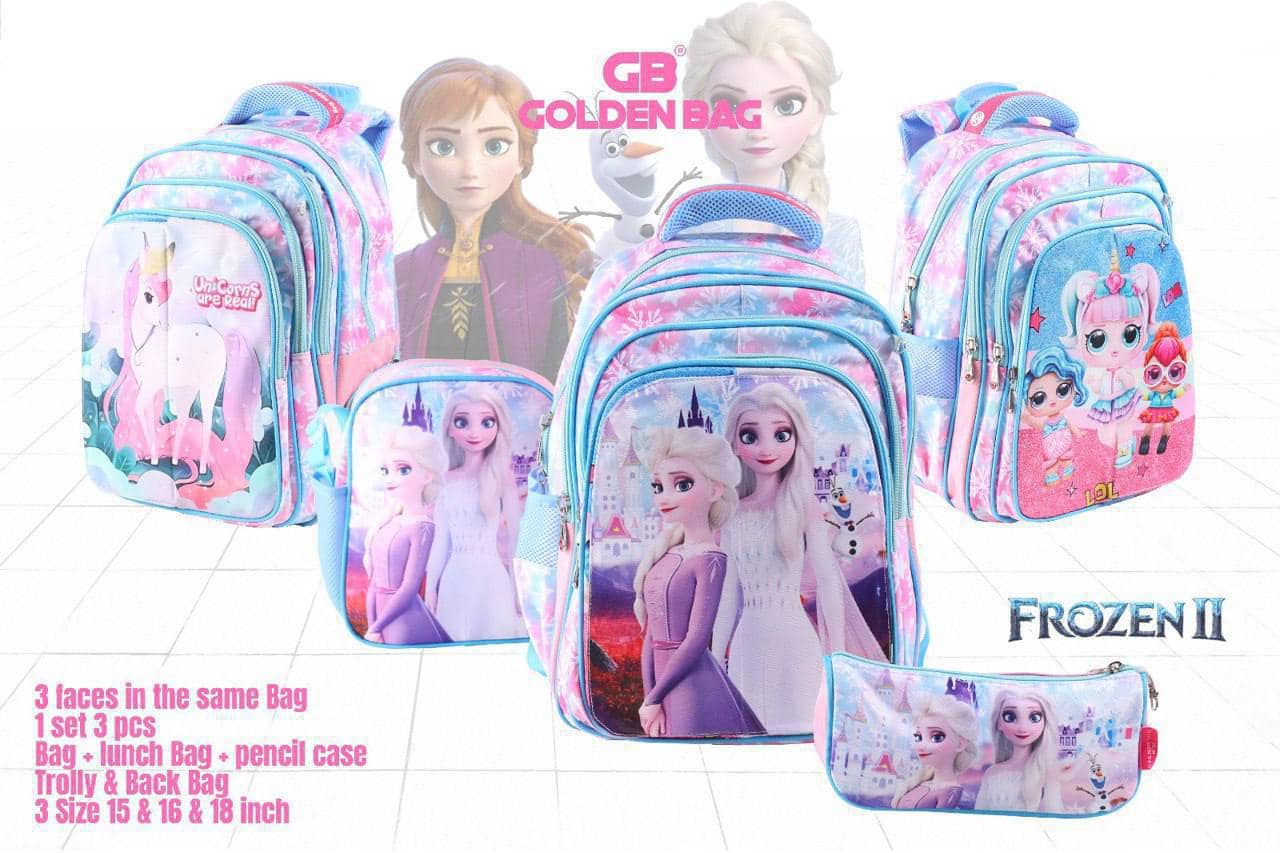 GB®
GOLDEN BAG
UniCorns
are Real!
LOL
LOL
FROZEN II
3 faces in the same Bag
1 set 3 pcs
Bag + lunch Bag + pencil case
Trolly & Back Bag
3 Size 15 & 16 & 18 inch